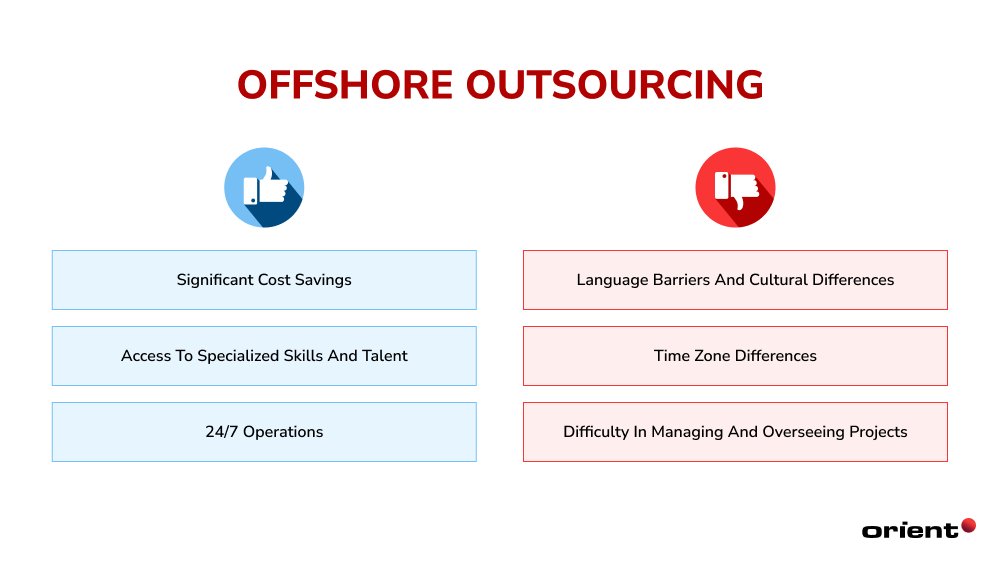 OFFSHORE OUTSOURCING
Significant Cost Savings
Access To Specialized Skills And Talent
24/7 Operations
Language Barriers And Cultural Differences
Time Zone Differences
Difficulty In Managing And Overseeing Projects
orient